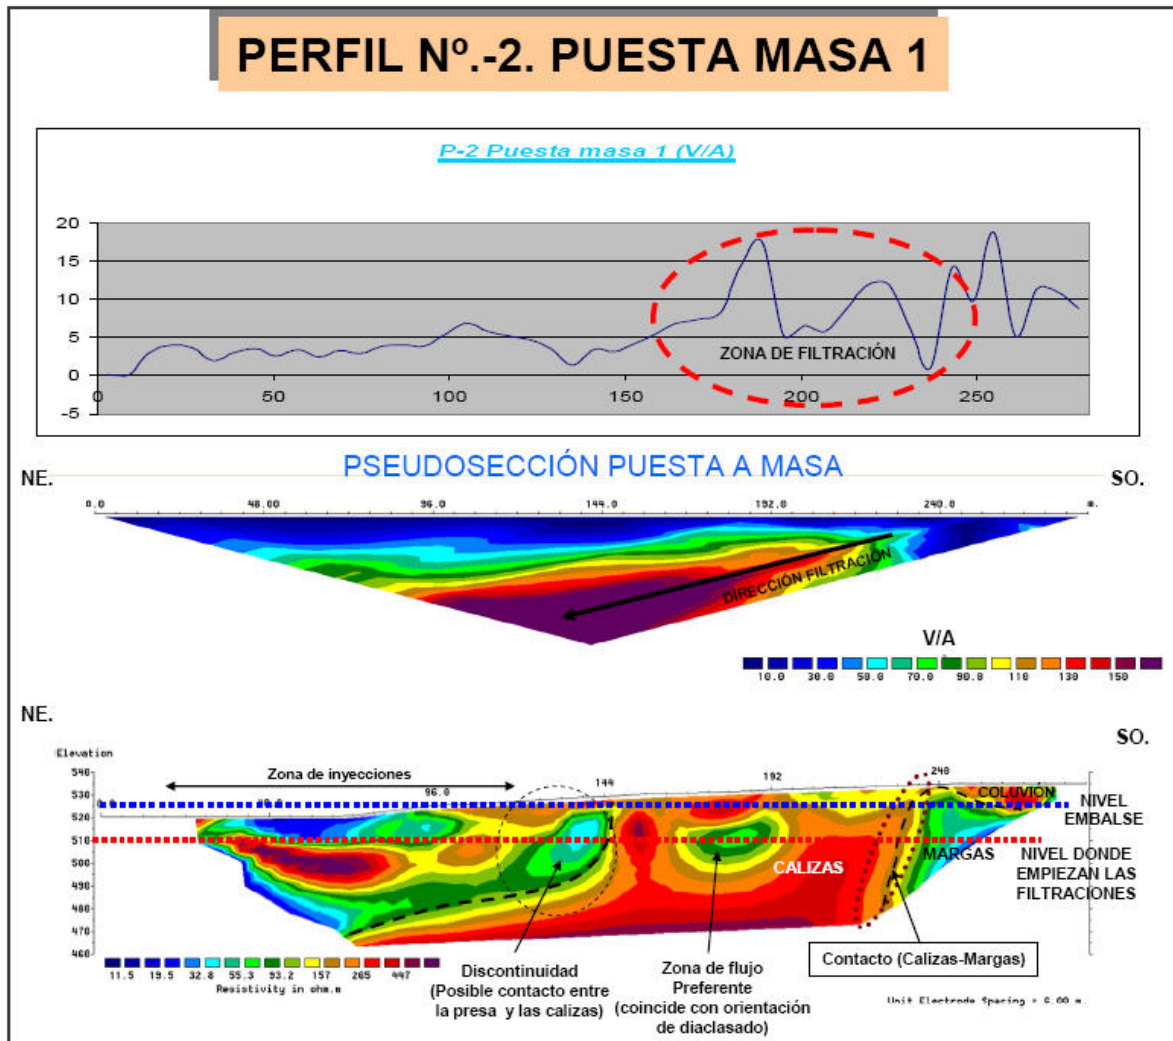 PERFIL Nº.-2. PUESTA MASA 1
P-2 Puesta masa 1 (V/A)
20
15
10
5
0
-5
0 50 100 150 200 250
ZONA DE FILTRACIÓN
PSEUDOSECCIÓN PUESTA A MASA
NE.
SO.
0.0 48.00 96.0 144.0 192.0 240.0 m.
DIRECCIÓN FILTRACIÓN
V/A
10.0 30.0 50.0 70.0 90.0 110 130 150
NE.
SO.
Elevation
Zona de inyecciones
96.0 144 192 240
540
530
520
510
490
480
470
460
COLUVIÓN
NIVEL
EMBALSE
CALIZAS
MARGAS
NIVEL DONDE
EMPIEZAN LAS
FILTRACIONES
Contacto (Calizas-Margas)
11.5 19.5 32.8 55.3 93.2 157 265 447
Resistivity in ohm.m
Discontinuidad
(Posible contacto entre
la presa y las calizas)
Zona de flujo
Preferente
(coincide con orientación
de diaclasado)
Unit Electrode Spacing = 6.00 m.